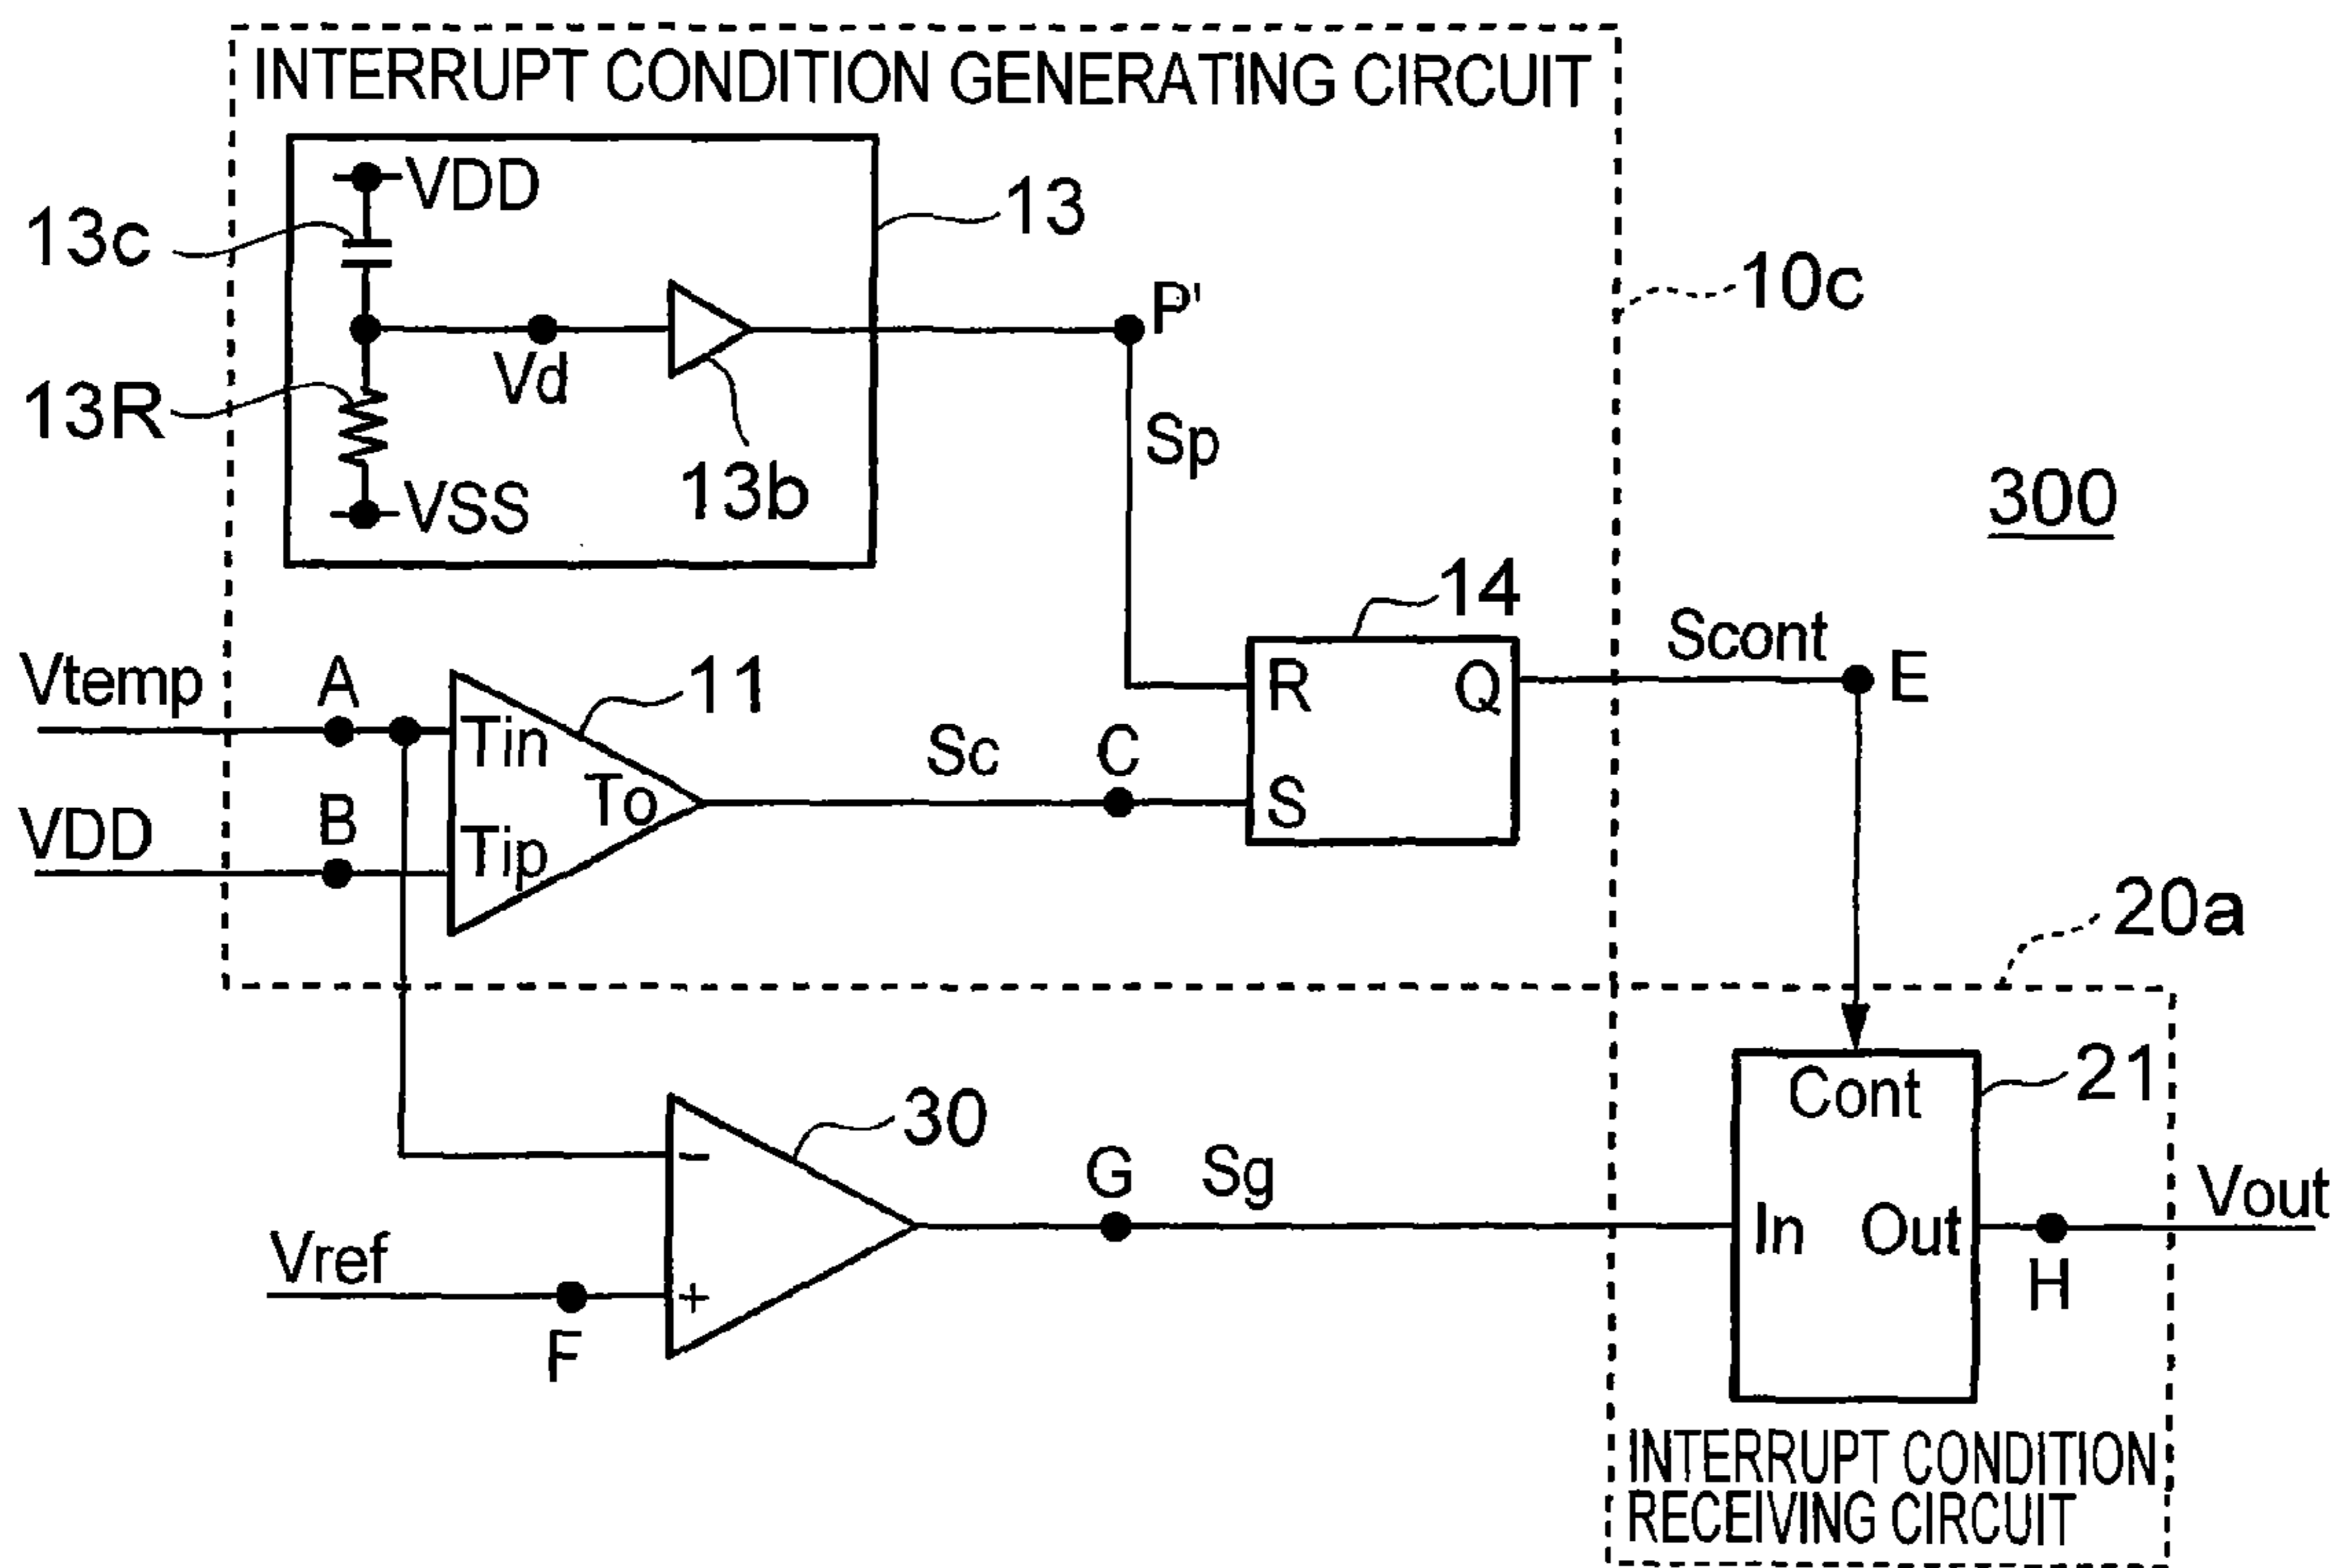 INTERRUPT CONDITION GENERATING CIRCUIT
VDD
13c
13
10c
P'
Vd
13R
Sp
13b
VSS
300
14
Scont
Vtemp
A
11
R
Q
E
Tin
Sc
C
To
S
VDD
B
Tip
20a
Cont
21
30
-
G
Sg
In
Out
Vout
Vref
+
H
F
INTERRUPT CONDITION
RECEIVING CIRCUIT